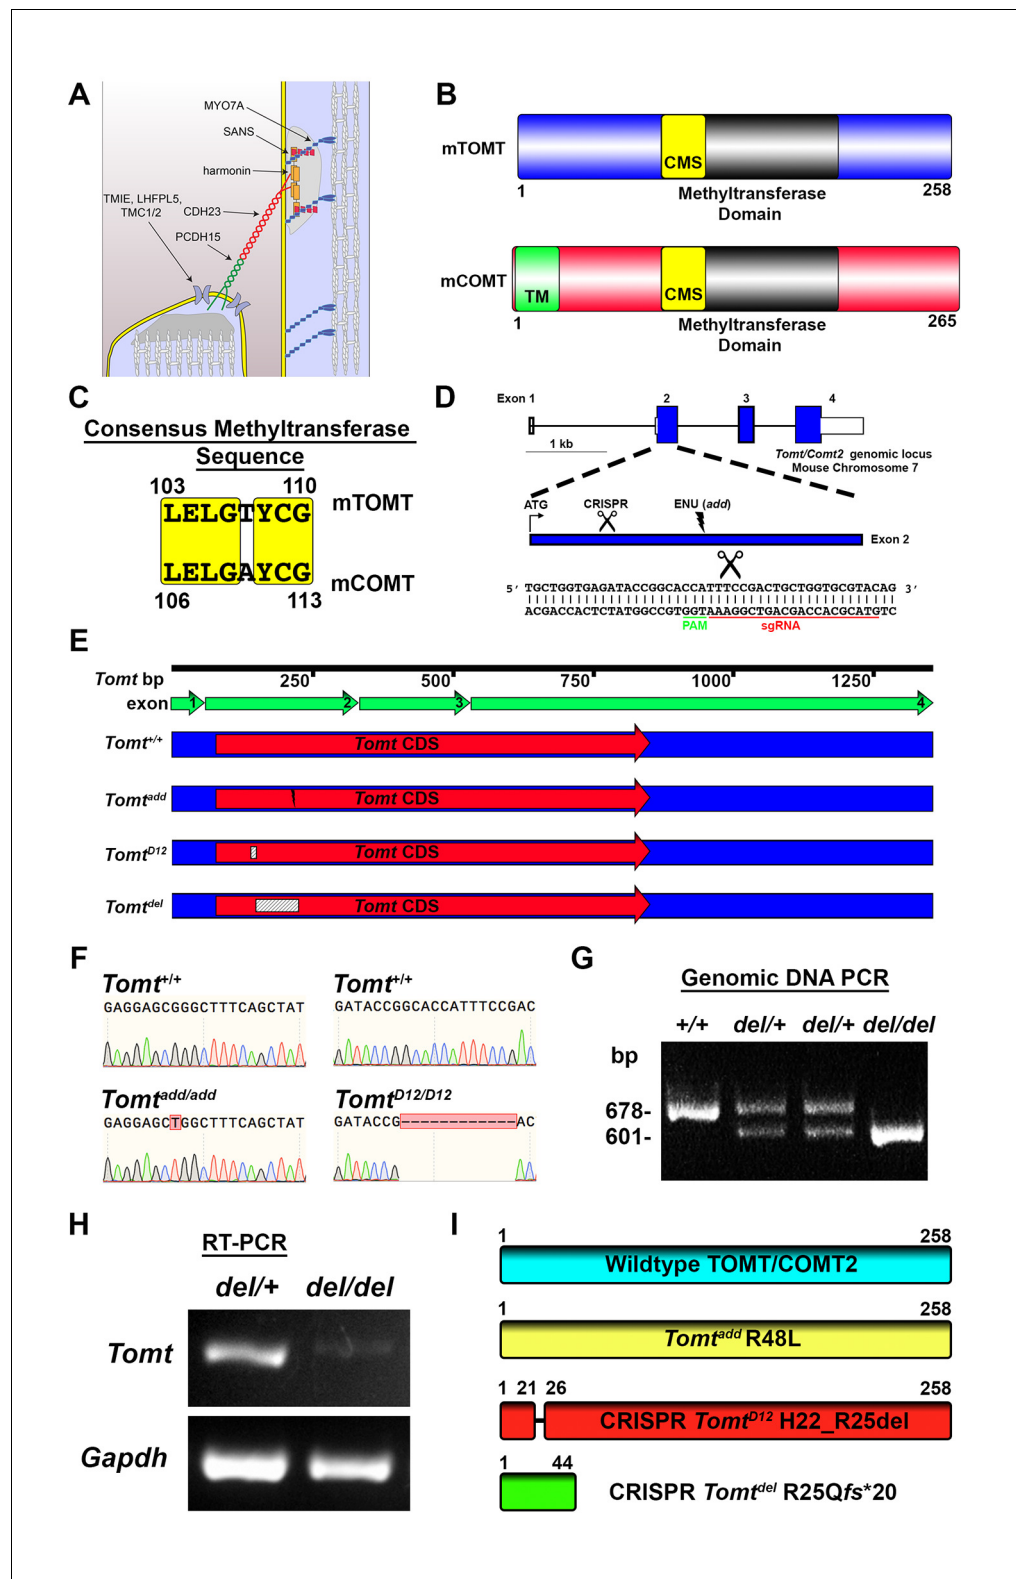 A
MYO7A
SANS
harmonin
TMIE, LHFPL5,
TMC1/2
CDH23
PCDH15
B
mTOMT
CMS
1
258
Methyltransferase
Domain
mCOMT
TM
CMS
1
265
Methyltransferase
Domain
C
Consensus Methyltransferase
Sequence
103 110
LELGTYCG mTOMT
LELGAYCG mCOMT
106 113
D
Exon 1 2 3 4
1 kb
Tomt/Comt2 genomic locus
Mouse Chromosome 7
ATG CRISPR ENU (add)
Exon 2
5' TGCTGGTGAGATACCGGCACCATTTCCGACTGCTGGTGCGTACAG 3'
ACGACCACTCTATGGCCGTGGTAAAGGCTGACGACCACGCATGTC
PAM sgRNA
E
Tomt bp 250 500 750 1000 1250
exon 1 2 3 4
Tomt+/+ Tomt CDS
Tomtadd Tomt CDS
TomtD12 Tomt CDS
Tomtdel Tomt CDS
F
Tomt+/+
GAGGAGCGGGCTTTCAGCTAT
Tomt+/+
GATACCGGCACCATTTCCGAC
Tomtadd/add
GAGGAGCTGGCTTTCAGCTAT
TomtD12/D12
GATACCG------------AC
G
Genomic DNA PCR
+/+ del/+ del/+ del/del
bp
678-
601-
H
RT-PCR
del/+ del/del
Tomt
Gapdh
I
1 258
Wildtype TOMT/COMT2
1 258
Tomtadd R48L
1 21 26 258
CRISPR TomtD12 H22_R25del
1 44
CRISPR Tomtdel R25Qfs*20